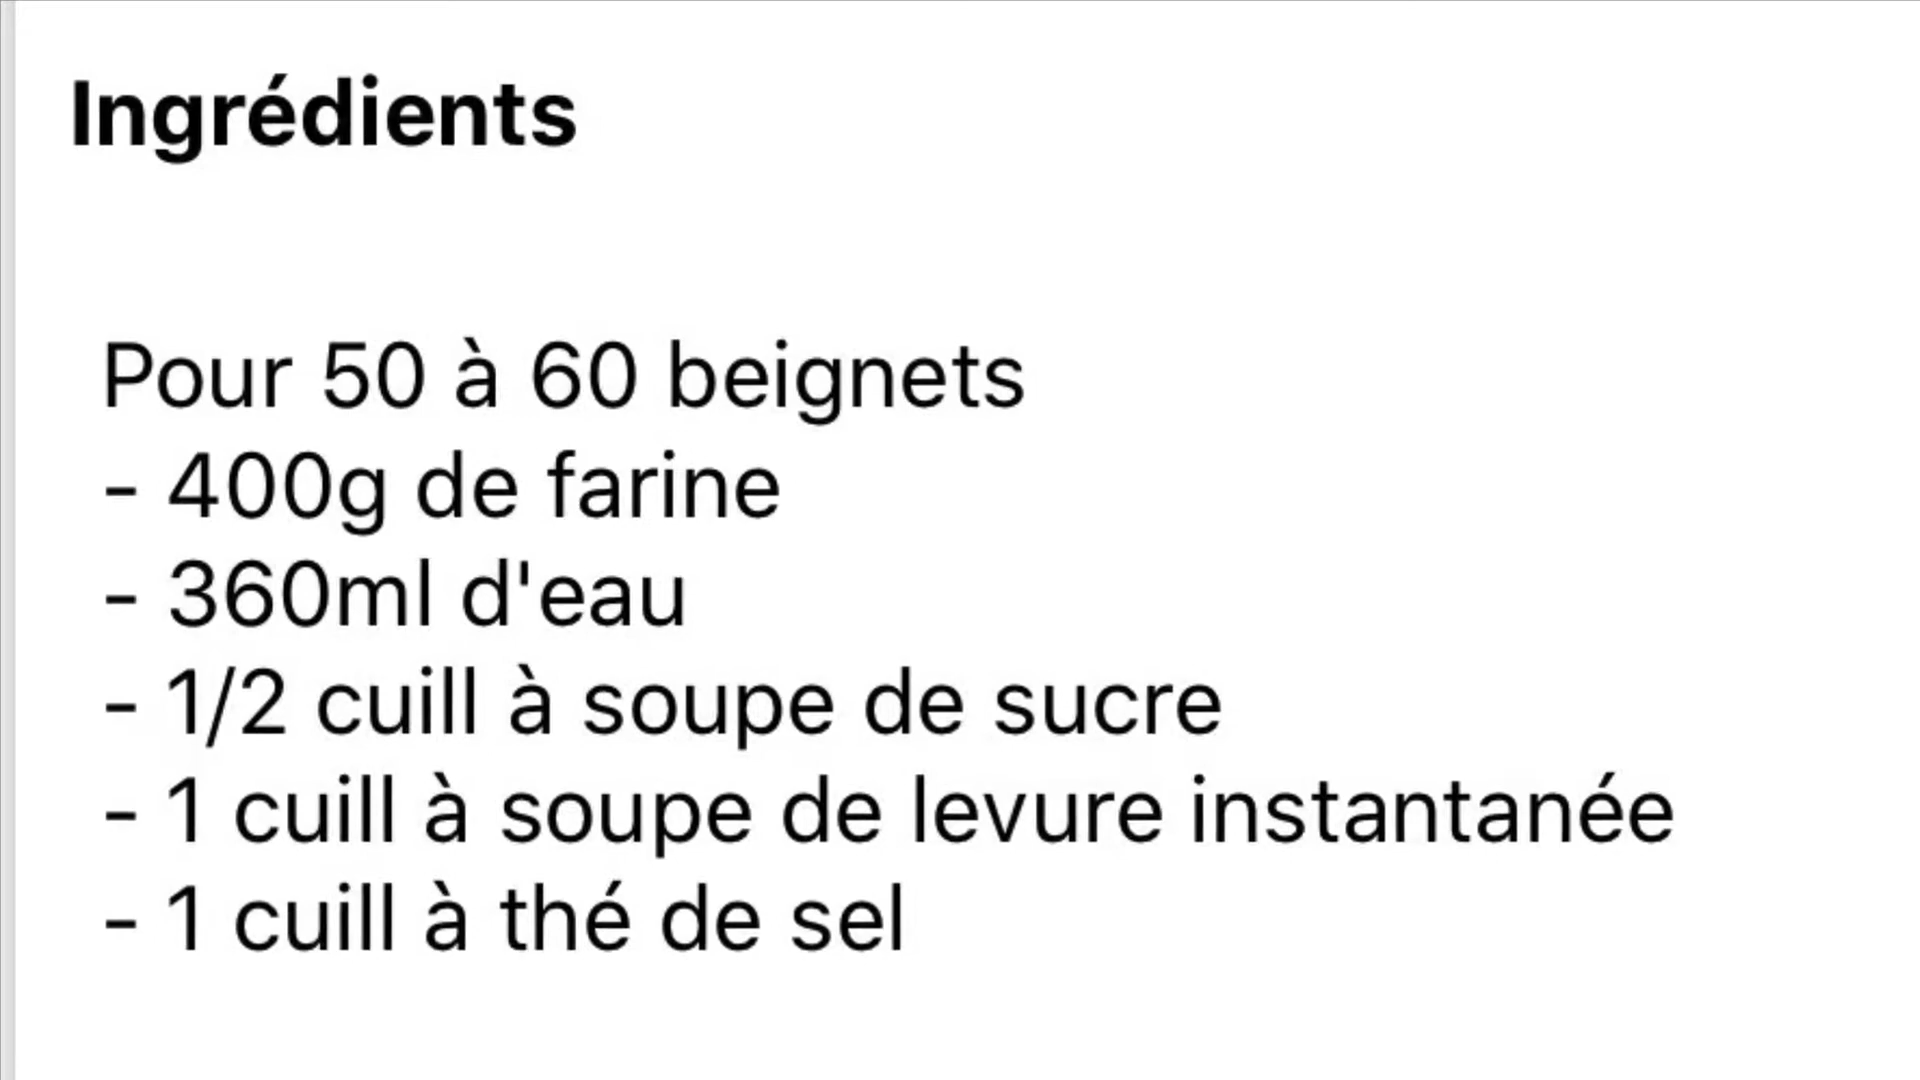 Ingrédients
Pour 50 à 60 beignets
- 400g de farine
- 360ml d'eau
- 1/2 cuill à soupe de sucre
- 1 cuill à soupe de levure instantanée
- 1 cuill à thé de sel